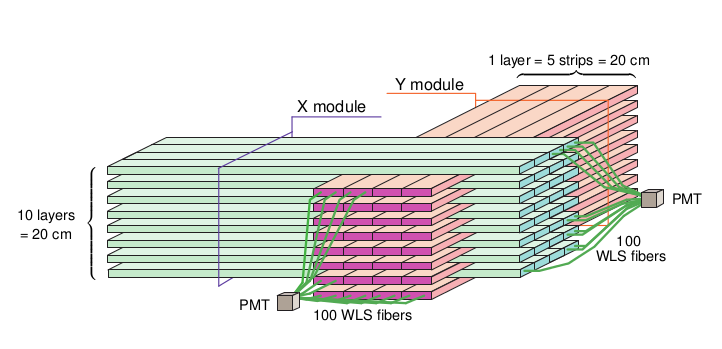 1 layer = 5 strips = 20 cm
Y module
X module
10 layers
= 20 cm
PMT
100
WLS fibers
PMT
100 WLS fibers